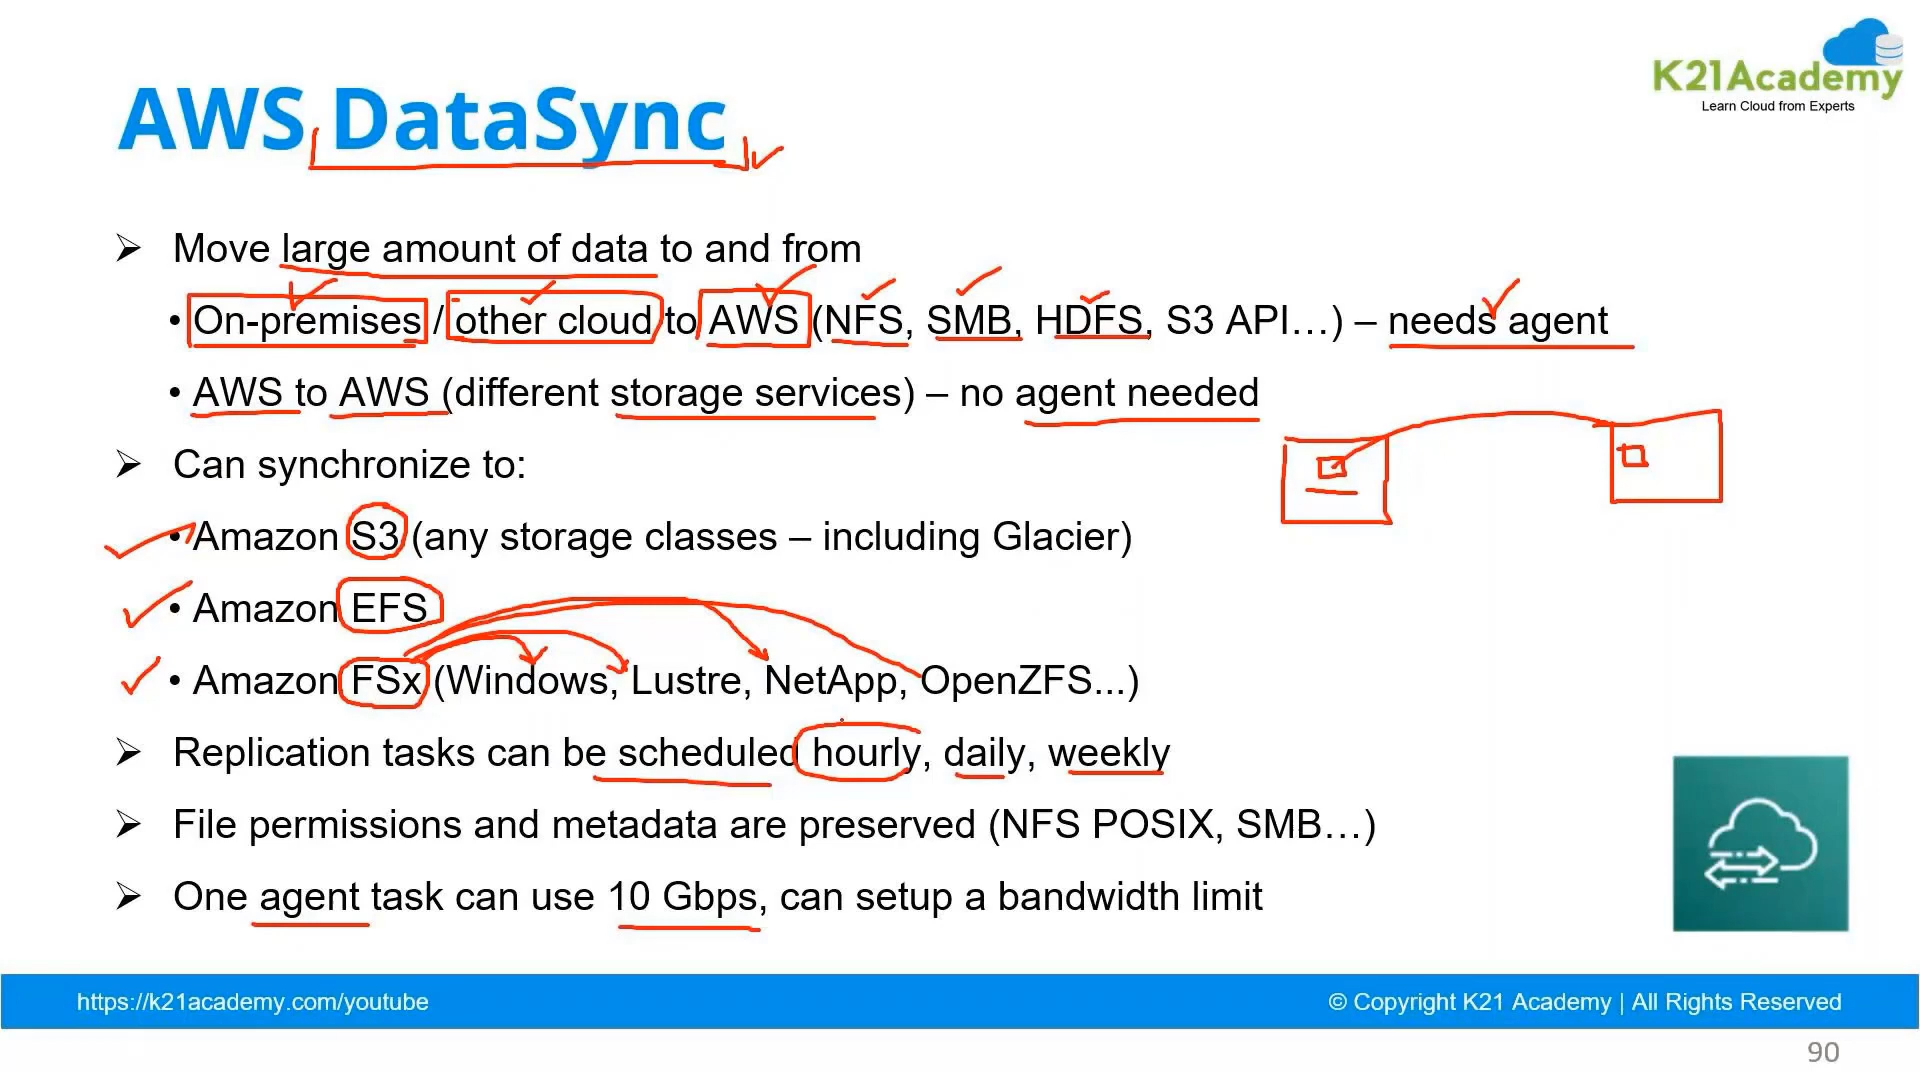 K21Academy
Learn Cloud from Experts
AWS DataSync
➢ Move large amount of data to and from
• On-premises / other cloud to AWS (NFS, SMB, HDFS, S3 API…) – needs agent
• AWS to AWS (different storage services) – no agent needed
➢ Can synchronize to:
• Amazon S3 (any storage classes – including Glacier)
• Amazon EFS
• Amazon FSx (Windows, Lustre, NetApp, OpenZFS...)
➢ Replication tasks can be scheduled hourly, daily, weekly
➢ File permissions and metadata are preserved (NFS POSIX, SMB…)
➢ One agent task can use 10 Gbps, can setup a bandwidth limit
https://k21academy.com/youtube
© Copyright K21 Academy | All Rights Reserved
90